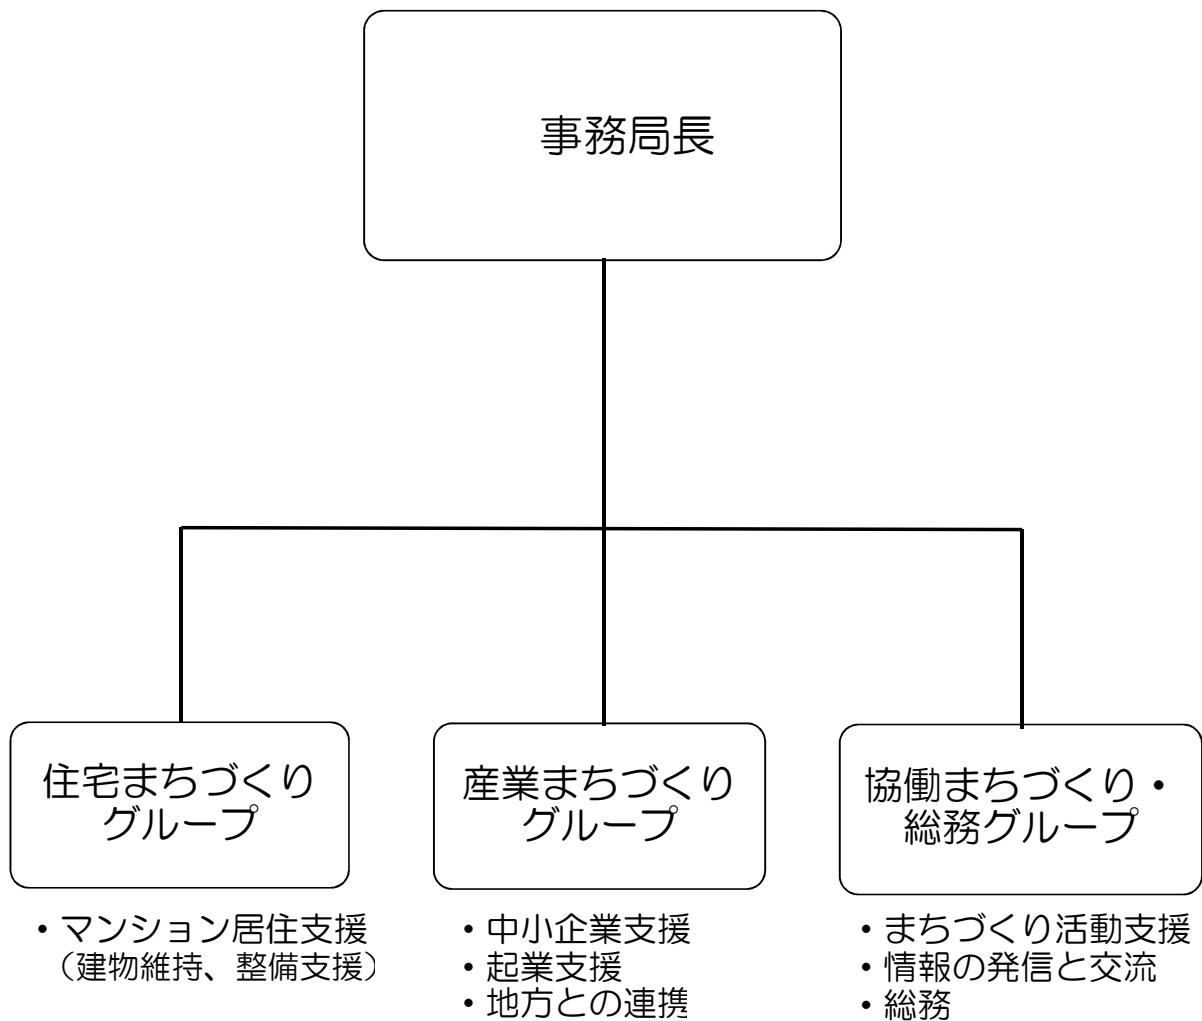 事務局長
住宅まちづくり
グループ
・マンション居住支援
（建物維持、整備支援）
産業まちづくり
グループ
・中小企業支援
・起業支援
・地方との連携
協働まちづくり・
総務グループ
・まちづくり活動支援
・情報の発信と交流
・総務